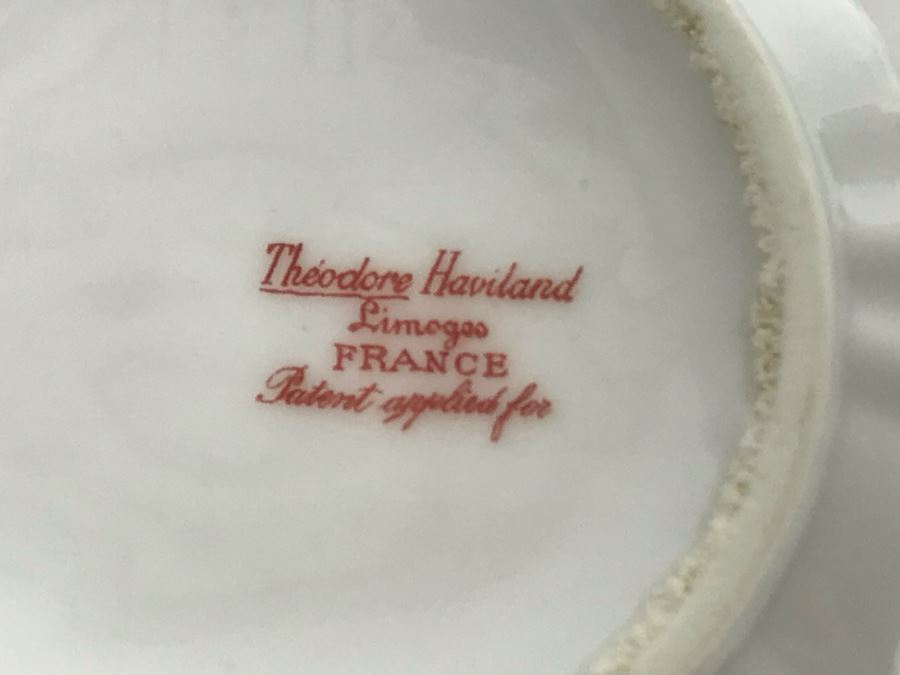 Théodore Haviland
Limoges
FRANCE
Patent applied for